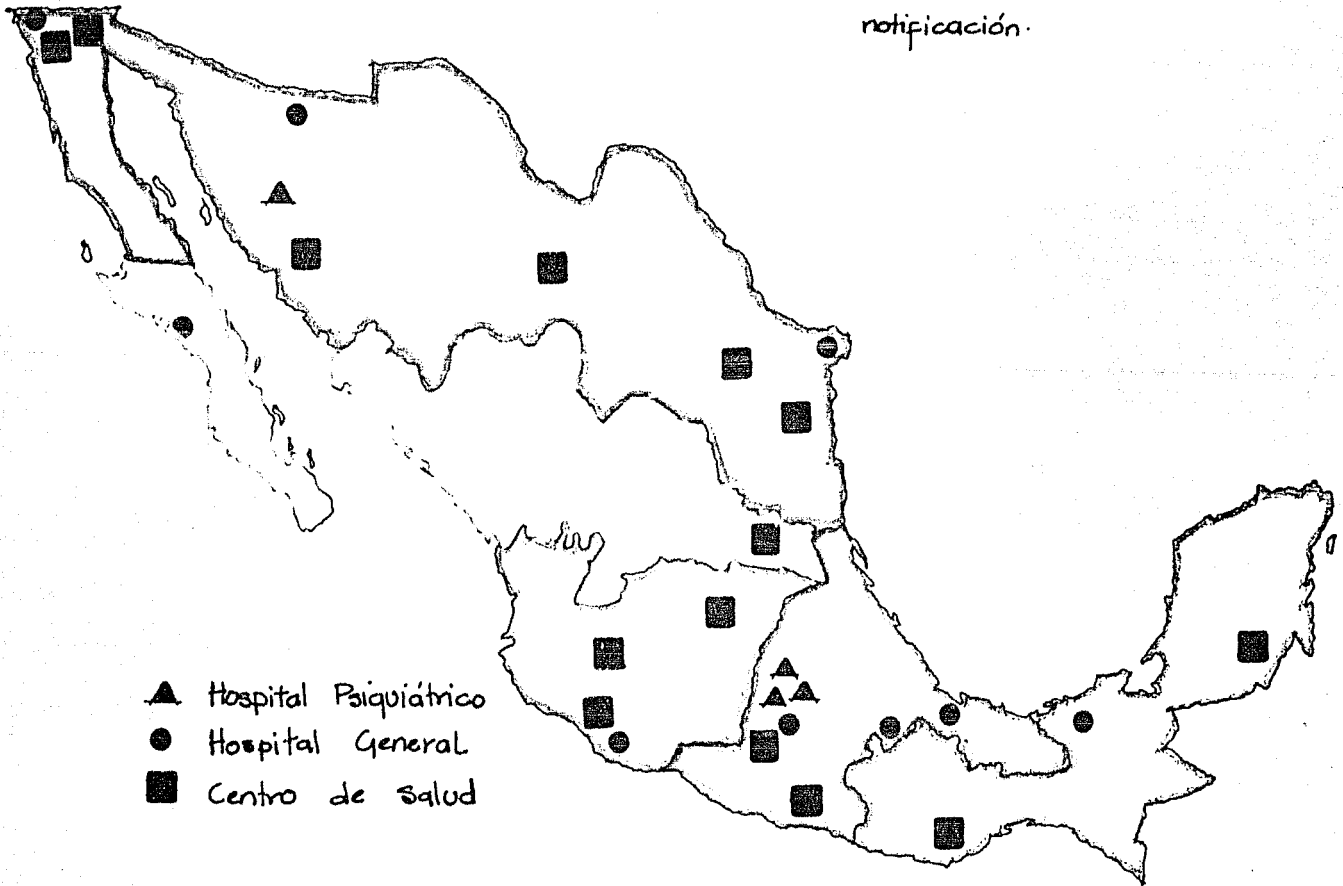 notificación.
Hospital Psiquiátrico
Hospital General
Centro de Salud